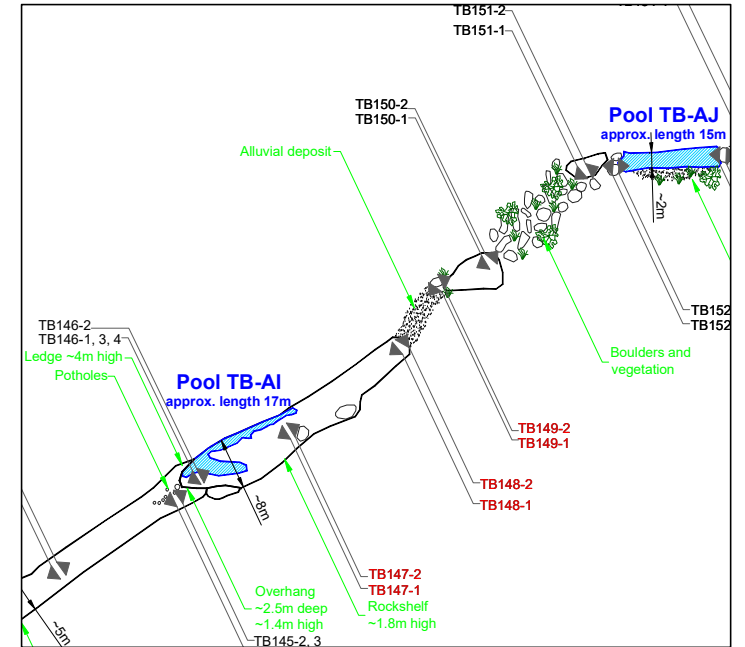 TB151-2
TB151-1
TB150-2
TB150-1
Pool TB-AJ
approx. length 15m
Alluvial deposit
~2m
TB152
TB152
Boulders and
vegetation
TB146-2
TB146-1, 3, 4
Ledge ~4m high
Potholes
Pool TB-AI
approx. length 17m
TB149-2
TB149-1
TB148-2
TB148-1
~8m
TB147-2
TB147-1
Overhang
~2.5m deep
~1.4m high
Rockshelf
~1.8m high
~5m
TB145-2, 3